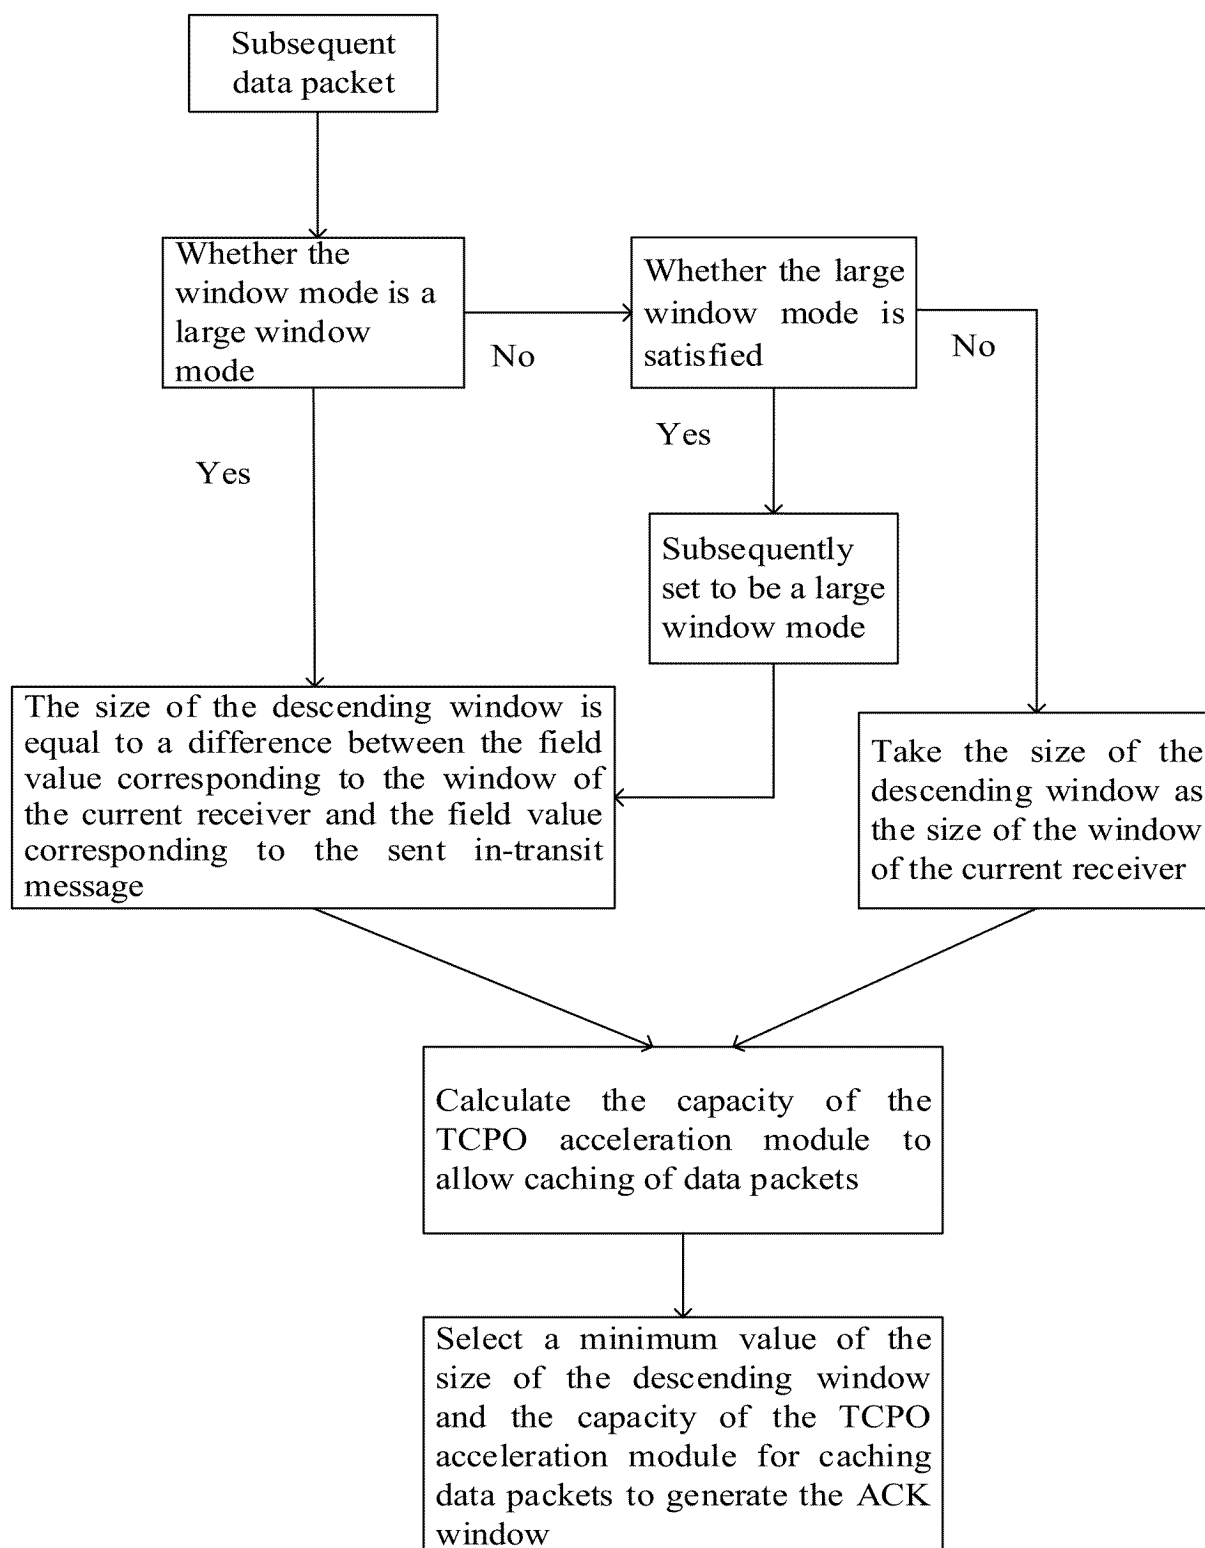 Subsequent
data packet
Whether the
window mode is a
large window
mode
No
Whether the large
window mode is
satisfied
No
Yes
Yes
Subsequently
set to be a large
window mode
The size of the descending window is
equal to a difference between the field
value corresponding to the window of
the current receiver and the field value
corresponding to the sent in-transit
message
Take the size of the
descending window as
the size of the window
of the current receiver
Calculate the capacity of the
TCPO acceleration module to
allow caching of data packets
Select a minimum value of the
size of the descending window
and the capacity of the TCPO
acceleration module for caching
data packets to generate the ACK
window